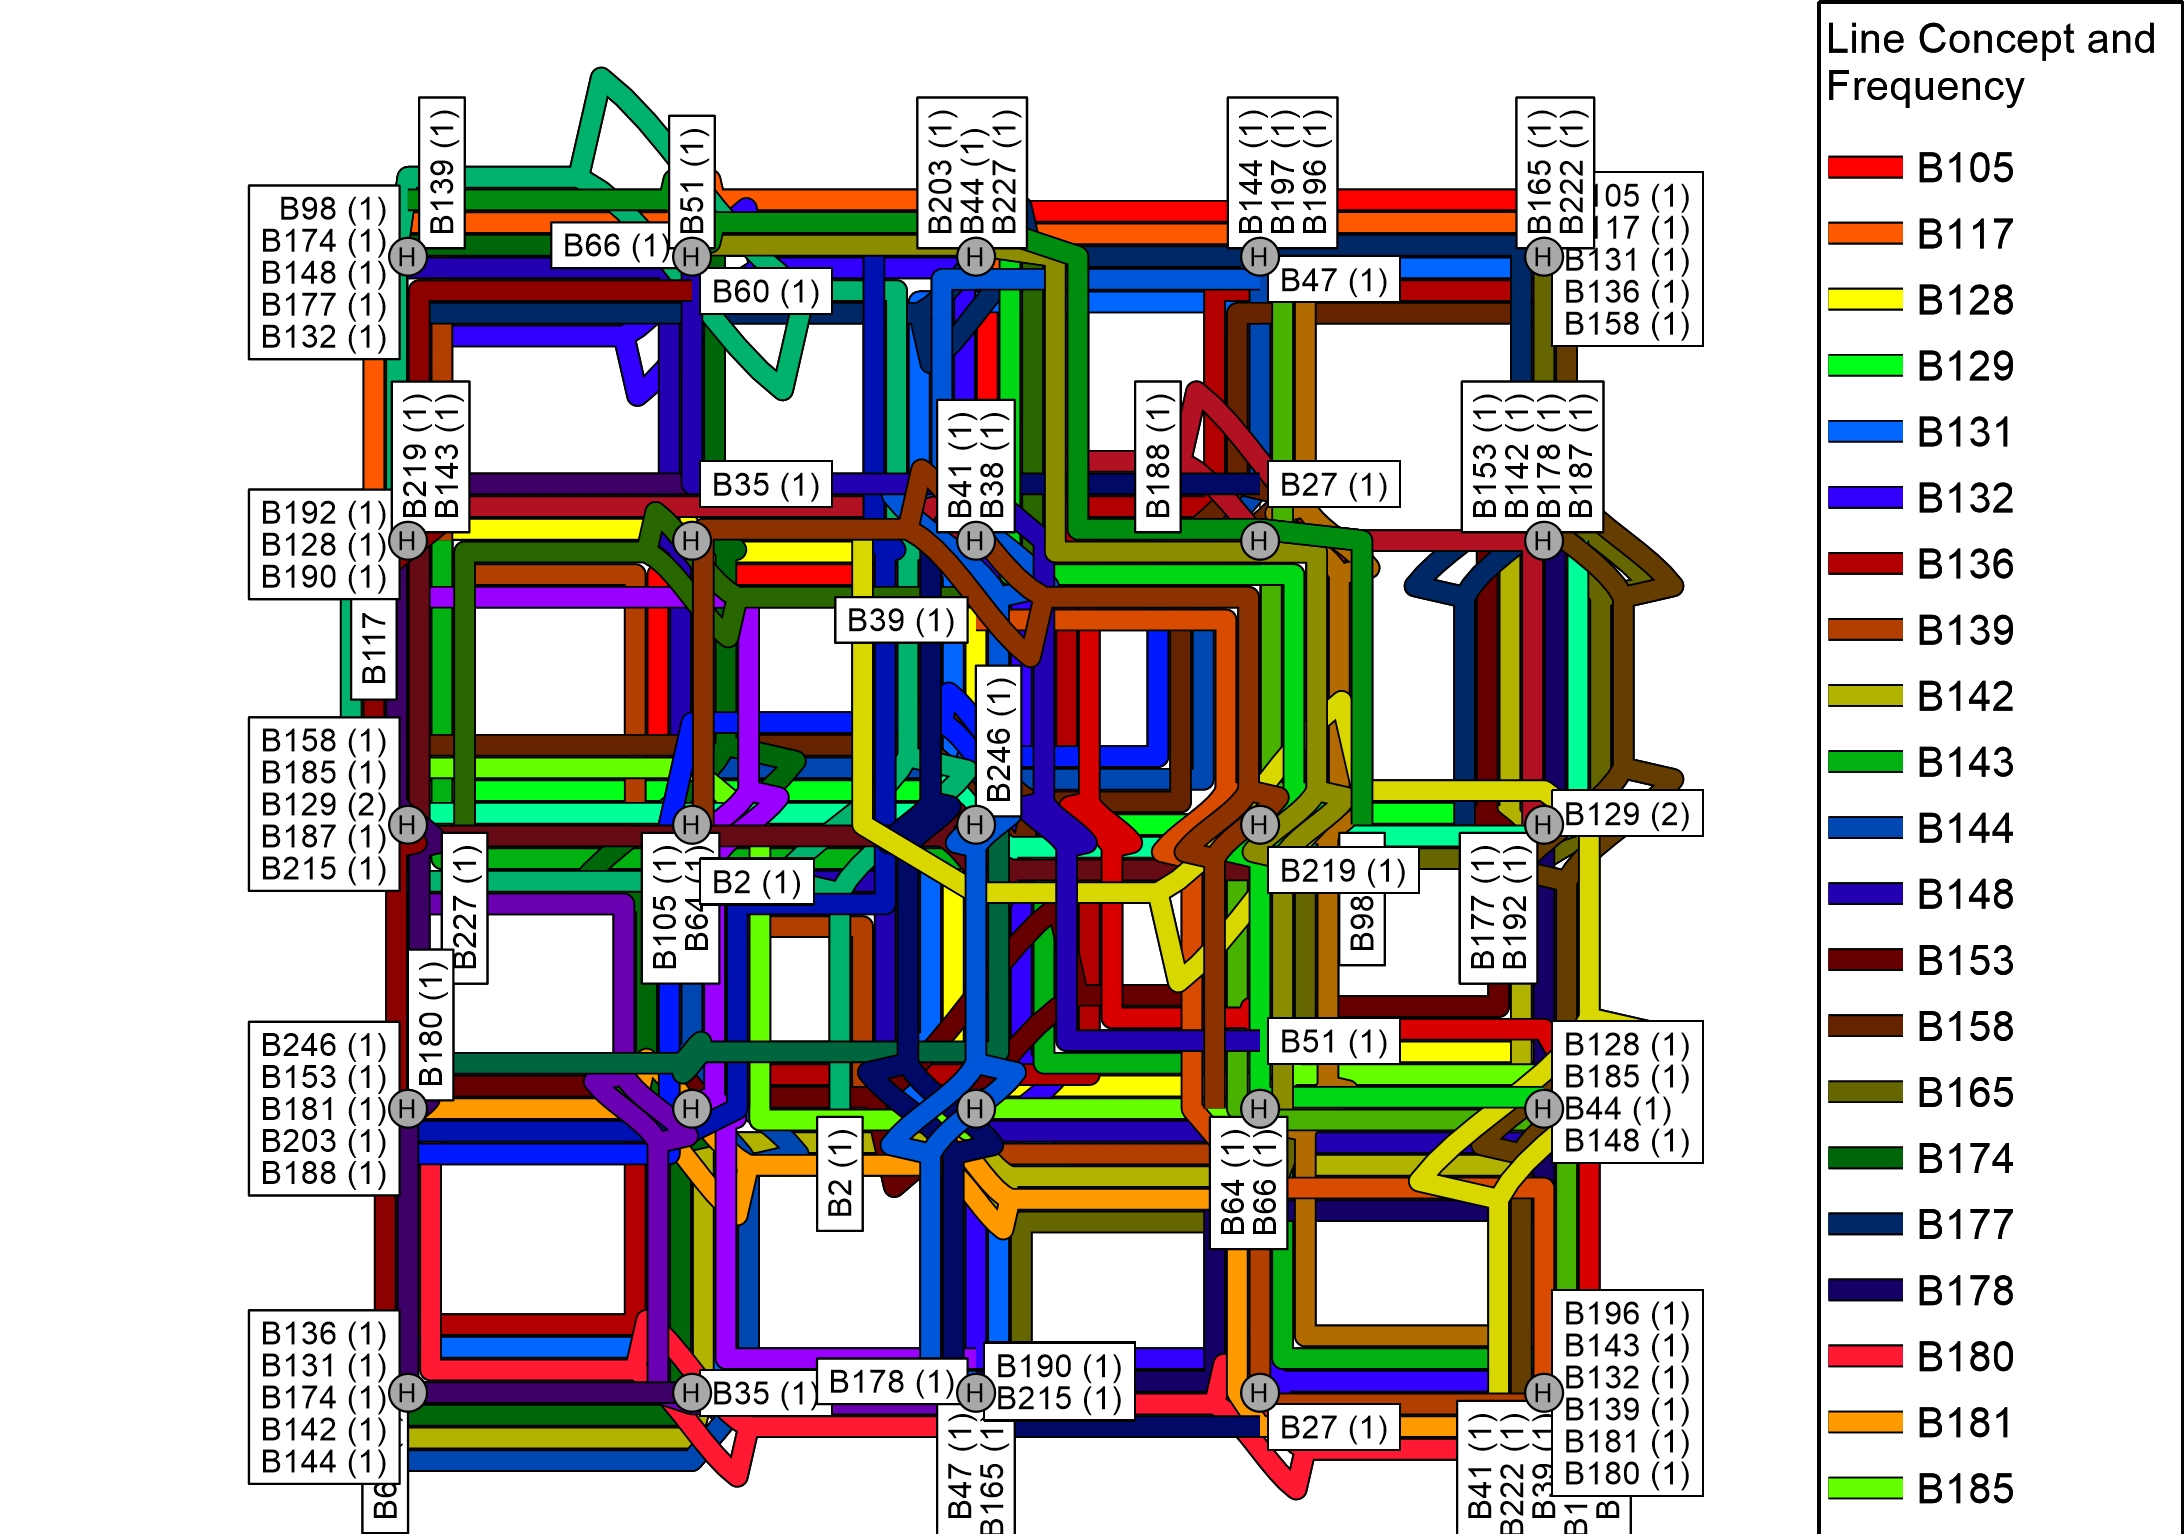 Line Concept and
Frequency
B105
B117
B128
B129
B131
B132
B136
B139
B142
B143
B144
B148
B153
B158
B165
B174
B177
B178
B180
B181
B185
B139 (1)
B51 (1)
B203 (1)
B44 (1)
B227 (1)
B144 (1)
B197 (1)
B196 (1)
B165 (1)
B222 (1)
B98 (1)
B174 (1)
B148 (1)
B177 (1)
B132 (1)
B66 (1)
B60 (1)
B47 (1)
105 (1)
117 (1)
B131 (1)
B136 (1)
B158 (1)
H
H
H
H
H
B219 (1)
B143 (1)
B35 (1)
B41 (1)
B38 (1)
B188 (1)
B27 (1)
B153 (1)
B142 (1)
B178 (1)
B187 (1)
B192 (1)
B128 (1)
B190 (1)
H
H
H
H
H
B117
B39 (1)
B246 (1)
B158 (1)
B185 (1)
B129 (2)
B187 (1)
B215 (1)
H
H
H
H
H
B129 (2)
B227 (1)
B105 (1)
B64 (1)
B2 (1)
B219 (1)
B98
B177 (1)
B192 (1)
B180 (1)
B246 (1)
B153 (1)
B181 (1)
B203 (1)
B188 (1)
B51 (1)
B128 (1)
B185 (1)
B44 (1)
B148 (1)
H
H
H
H
H
B2 (1)
B64 (1)
B66 (1)
B136 (1)
B131 (1)
B174 (1)
B142 (1)
B144 (1)
H
H
H
H
H
B35 (1)
B178 (1)
B190 (1)
B215 (1)
B27 (1)
B196 (1)
B143 (1)
B132 (1)
B139 (1)
B181 (1)
B180 (1)
B6
B47 (1)
B165 (1)
B41 (1)
B222 (1)
B39 (1)
B1
B